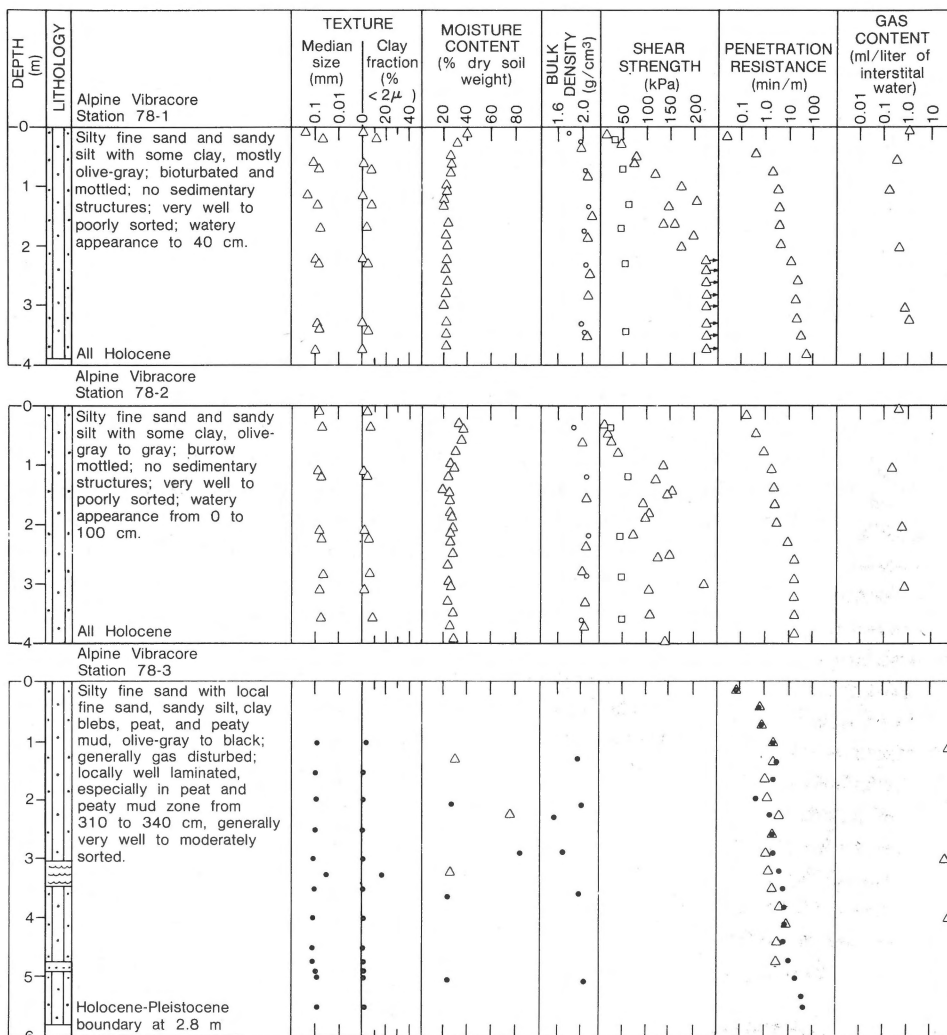 DEPTH
(m)
LITHOLOGY
Alpine Vibracore
Station 78-1
TEXTURE
Median
size
(mm)
0.1 0.01
Clay
fraction
(%
<2μ )
0 20 40
MOISTURE
CONTENT
(% dry soil
weight)
20 40 60 80
BULK
DENSITY
(g/cm3)
1.6 2.0
SHEAR
STRENGTH
(kPa)
50 100 150 200
PENETRATION
RESISTANCE
(min/m)
0.1 1 10 100
GAS
CONTENT
(ml/liter of
interstital
water)
0.01 0.1 1.0 10
0
1
2
3
4
Silty fine sand and sandy
silt with some clay, mostly
olive-gray; bioturbated and
mottled; no sedimentary
structures; very well to
poorly sorted; watery
appearance to 40 cm.
All Holocene
Alpine Vibracore
Station 78-2
0
1
2
3
4
Silty fine sand and sandy
silt with some clay, olive-
gray to gray; burrow
mottled; no sedimentary
structures; very well to
poorly sorted; watery
appearance from 0 to
100 cm.
All Holocene
Alpine Vibracore
Station 78-3
0
1
2
3
4
5
6
Silty fine sand with local
fine sand, sandy silt, clay
blebs, peat, and peaty
mud, olive-gray to black;
generally gas disturbed;
locally well laminated,
especially in peat and
peaty mud zone from
310 to 340 cm, generally
very well to moderately
sorted.
Holocene-Pleistocene
boundary at 2.8 m